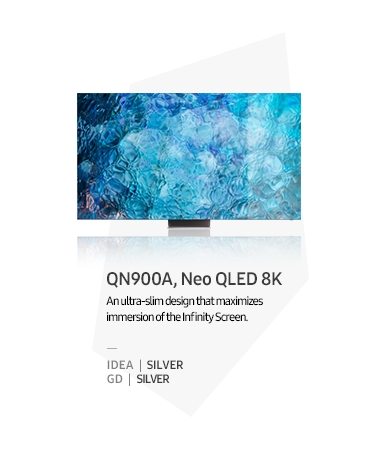 QN900A, Neo QLED 8K
An ultra-slim design that maximizes
immersion of the Infinity Screen.
—
IDEA | SILVER
GD | SILVER